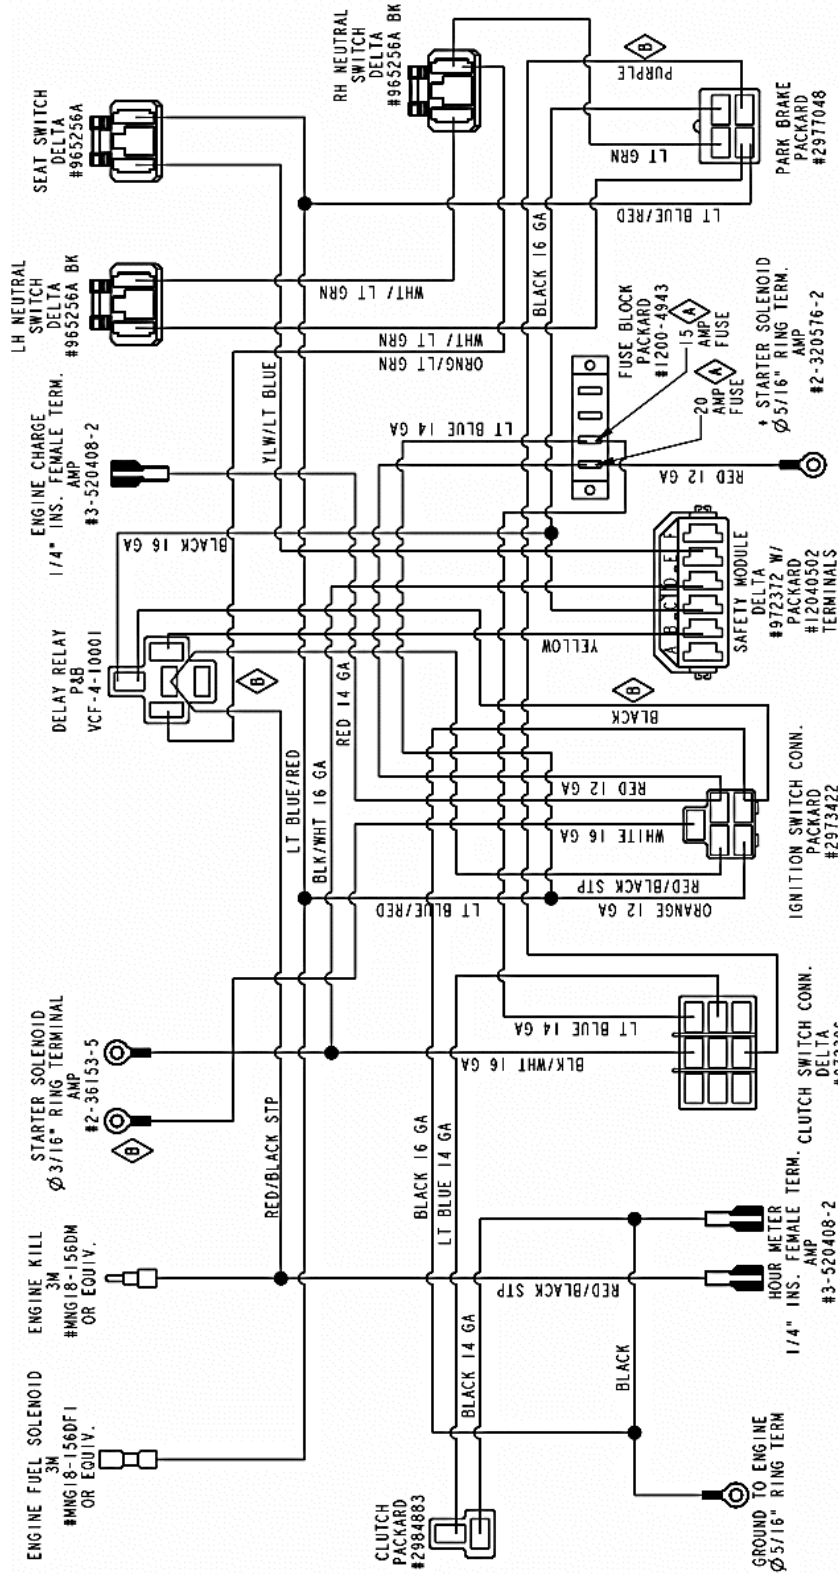 ENGINE FUEL SOLENOID
3M
#MNG18-156DFI
OR EQUIV.
ENGINE KILL
3M
#MNG18-156DM
OR EQUIV.
STARTER SOLENOID
Ø3/16" RING TERMINAL
AMP
#2-36153-5
B
DELAY RELAY
P&B
VCF-4-10001
B
ENGINE CHARGE
1/4" INS. FEMALE TERM.
AMP
#3-520408-2
LH NEUTRAL
SWITCH
DELTA
#965256A BK
SEAT SWITCH
DELTA
#965256A
RH NEUTRAL
SWITCH
DELTA
#965256A BK
BLACK 16 GA
YLW/LT BLUE
WHT/ LT GRN
WHT/ LT GRN
ORNG/LT GRN
RED/BLACK STP
LT BLUE/RED
BLK/WHT 16 GA
RED 14 GA
LT BLUE 14 GA
BLACK 16 GA
LT BLUE/RED
LT GRN
PURPLE
B
BLACK 16 GA
LT BLUE 14 GA
BLACK 14 GA
RED/BLACK STP
BLACK
BLK/WHT 16 GA
LT BLUE 14 GA
LT BLUE/RED
ORANGE 12 GA
RED/BLACK STP
WHITE 16 GA
RED 12 GA
BLACK
B
YELLOW
RED 12 GA
CLUTCH
PACKARD
#2984883
GROUND TO ENGINE
Ø5/16" RING TERM
HOUR METER
1/4" INS. FEMALE TERM.
AMP
#3-520408-2
CLUTCH SWITCH CONN.
DELTA
IGNITION SWITCH CONN.
PACKARD
#2973422
A B C D E F
SAFETY MODULE
DELTA
#972372 W/
PACKARD
#12040502
TERMINALS
FUSE BLOCK
PACKARD
#1200-4943
15 A
AMP
FUSE
20 A
AMP
FUSE
* STARTER SOLENOID
Ø5/16" RING TERM.
AMP
#2-320576-2
PARK BRAKE
PACKARD
#2977048